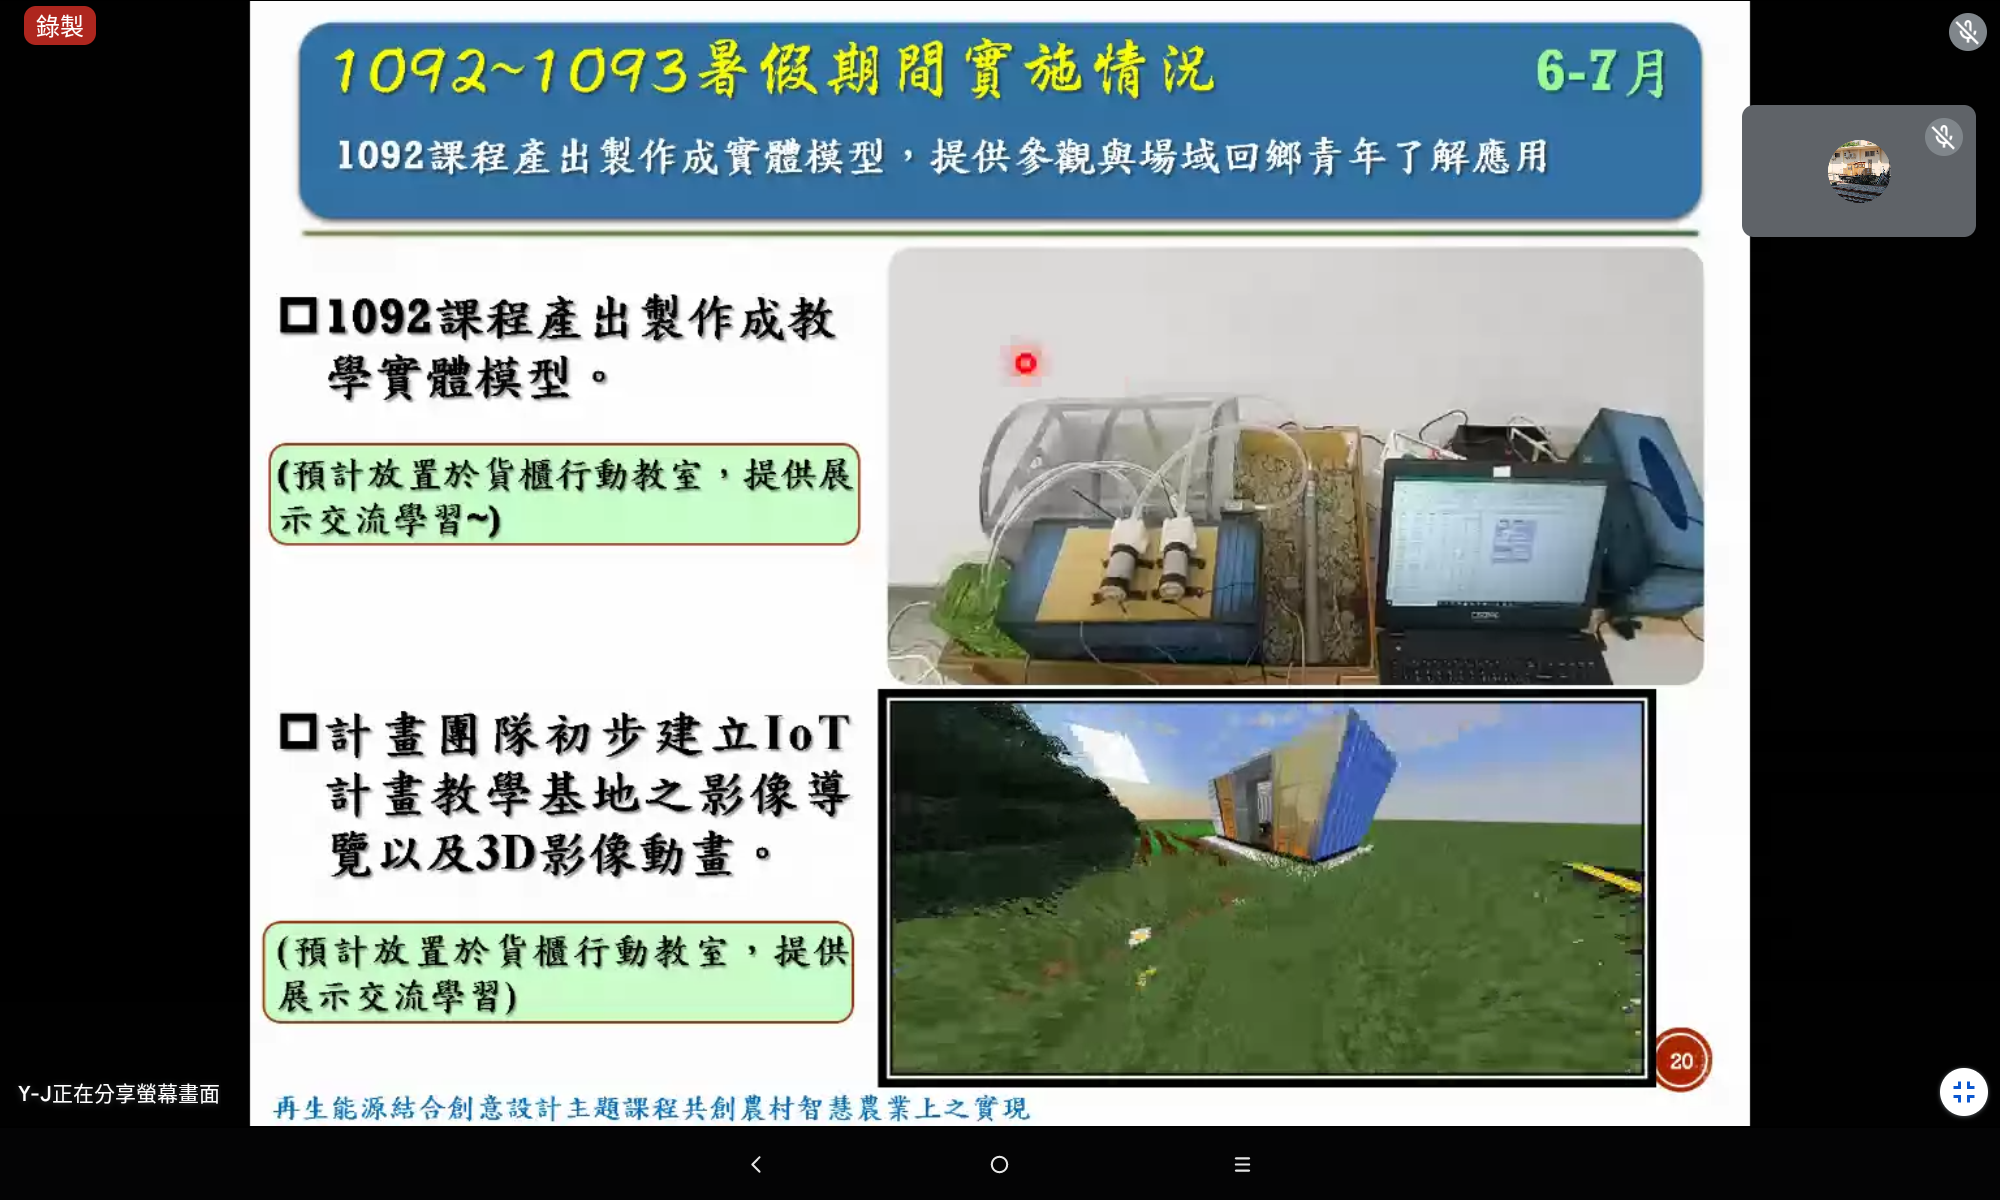 錄製
1092~1093暑假期間實施情況
6-7月
1092課程產出製作成實體模型，提供參觀與場域回鄉青年了解應用
1092課程產出製作成教
學實體模型。
(預計放置於貨櫃行動教室，提供展
示交流學習~)
計畫團隊初步建立IoT
計畫教學基地之影像導
覽以及3D影像動畫。
(預計放置於貨櫃行動教室，提供
展示交流學習)
20
Y-J正在分享螢幕畫面
再生能源結合創意設計主題課程共創農村智慧農業上之實現